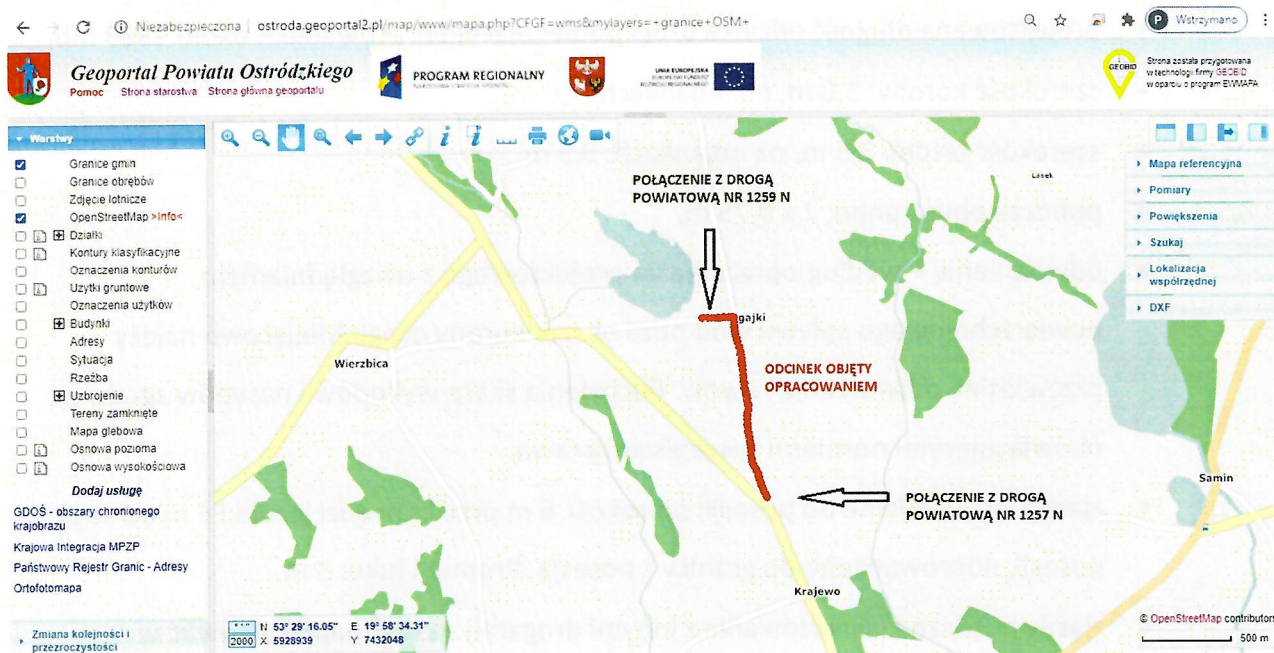 Niezabezpieczona ostroda.geoportal2.pl/map/www/mapa.php?CFGF=wms&mylayers=+granice+OSM+
P Wstrzymano
Geoportal Powiatu Ostródzkiego
Pomoc Strona starostwa Strona główna geoportalu
PROGRAM REGIONALNY
UNIA EUROPEJSKA
GEOBID
Strona została przygotowana
w technologii firmy GEOBID
w oparciu o program EWMAPA
Warstwy
Granice gmin
Granice obrębów
Zdjęcie lotnicze
OpenStreetMap >Info<
Działki
Kontury klasyfikacyjne
Oznaczenia konturów
Użytki gruntowe
Oznaczenia użytków
Budynki
Adresy
Sytuacja
Rzeźba
Uzbrojenie
Tereny zamknięte
Mapa glebowa
Osnowa pozioma
Osnowa wysokościowa
Dodaj usługę
GDOŚ - obszary chronionego
krajobrazu
Krajowa Integracja MPZP
Państwowy Rejestr Granic - Adresy
Ortofotomapa
Zmiana kolejności i
przezroczystości
POŁĄCZENIE Z DROGĄ
POWIATOWĄ NR 1259 N
Lasek
gajki
Wierzbica
ODCINEK OBJĘTY
OPRACOWANIEM
Samin
POŁĄCZENIE Z DROGĄ
POWIATOWĄ NR 1257 N
Krajewo
Mapa referencyjna
Pomiary
Powiększenia
Szukaj
Lokalizacja
współrzędnej
DXF
° ' " N: 53° 29' 16.05" E: 19° 58' 34.31"
2000 X: 5928939 Y: 7432048
© OpenStreetMap contributors
500 m